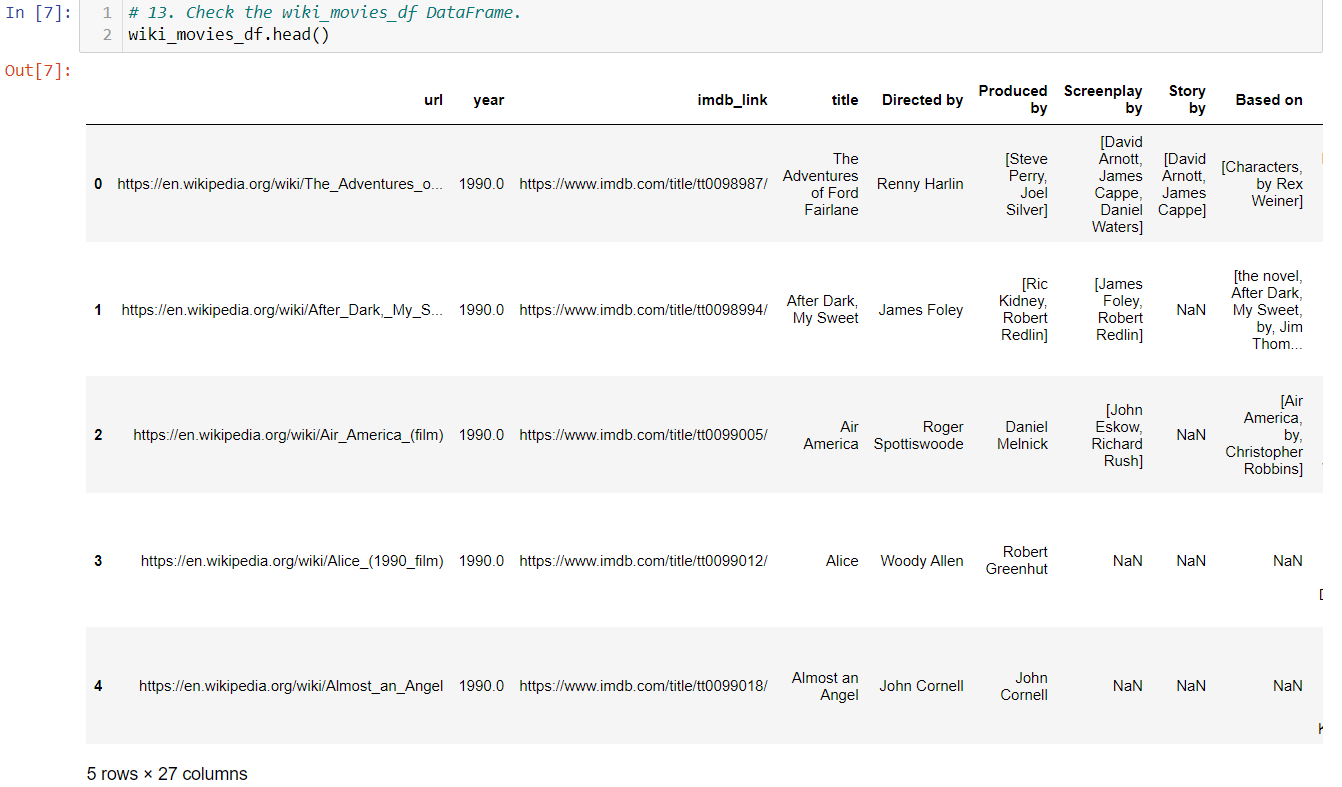 In [7]: 1 # 13. Check the wiki_movies_df DataFrame.
2 wiki_movies_df.head()
Out[7]:
url year imdb_link title Directed by Produced by Screenplay by Story by Based on
0 https://en.wikipedia.org/wiki/The_Adventures_o... 1990.0 https://www.imdb.com/title/tt0098987/ The Adventures of Ford Fairlane Renny Harlin [Steve Perry, Joel Silver] [David Arnott, James Cappe, Daniel Waters] [David Arnott, James Cappe] [Characters, by Rex Weiner]
1 https://en.wikipedia.org/wiki/After_Dark,_My_S... 1990.0 https://www.imdb.com/title/tt0098994/ After Dark, My Sweet James Foley [Ric Kidney, Robert Redlin] [James Foley, Robert Redlin] NaN [the novel, After Dark, My Sweet, by, Jim Thom...
2 https://en.wikipedia.org/wiki/Air_America_(film) 1990.0 https://www.imdb.com/title/tt0099005/ Air America Roger Spottiswoode Daniel Melnick [John Eskow, Richard Rush] NaN [Air America, by, Christopher Robbins]
3 https://en.wikipedia.org/wiki/Alice_(1990_film) 1990.0 https://www.imdb.com/title/tt0099012/ Alice Woody Allen Robert Greenhut NaN NaN NaN
4 https://en.wikipedia.org/wiki/Almost_an_Angel 1990.0 https://www.imdb.com/title/tt0099018/ Almost an Angel John Cornell John Cornell NaN NaN NaN
5 rows × 27 columns